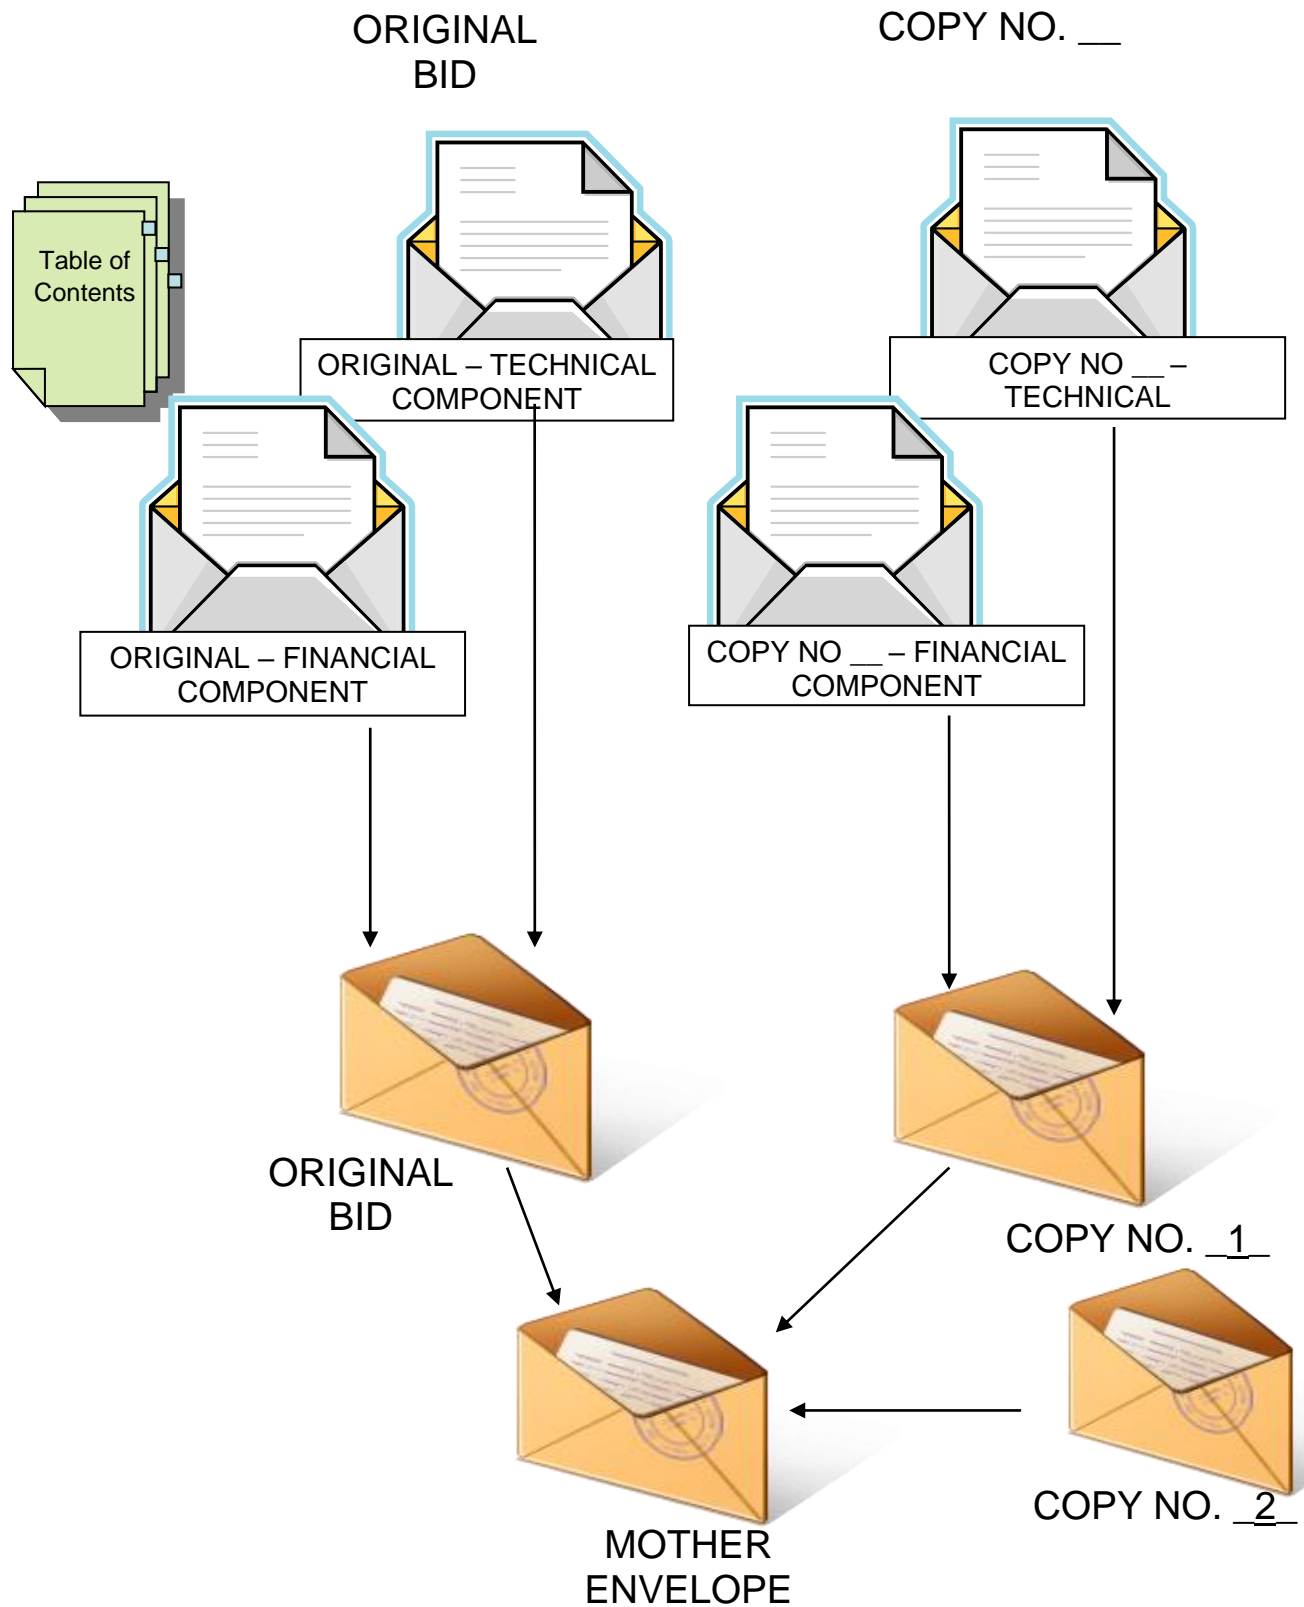 ORIGINAL
BID
COPY NO. __
Table of
Contents
ORIGINAL – TECHNICAL
COMPONENT
COPY NO __ –
TECHNICAL
ORIGINAL – FINANCIAL
COMPONENT
COPY NO __ – FINANCIAL
COMPONENT
ORIGINAL
BID
COPY NO. _1_
COPY NO. _2_
MOTHER
ENVELOPE